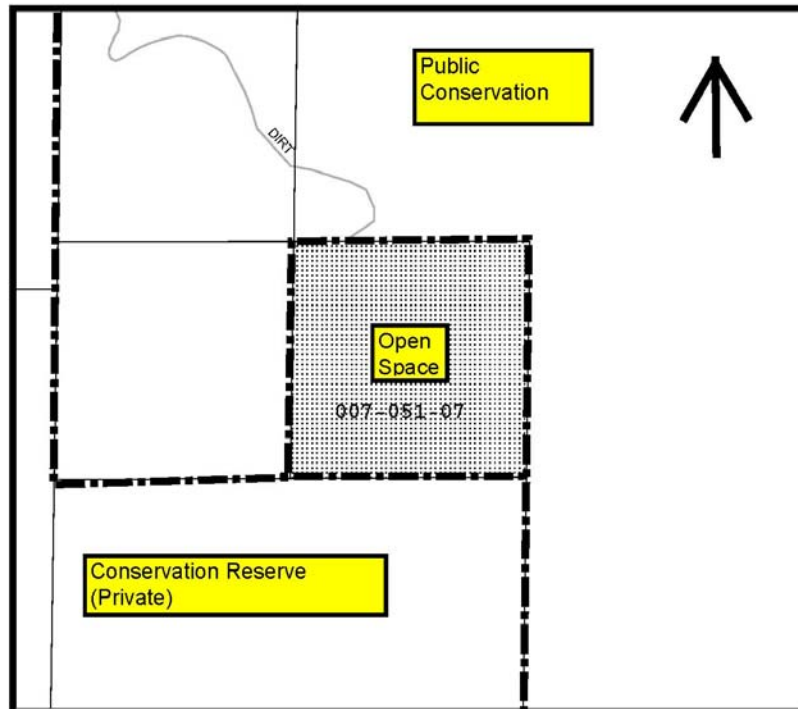 Public
Conservation
DIRT
Open
Space
007-051-07
Conservation Reserve
(Private)